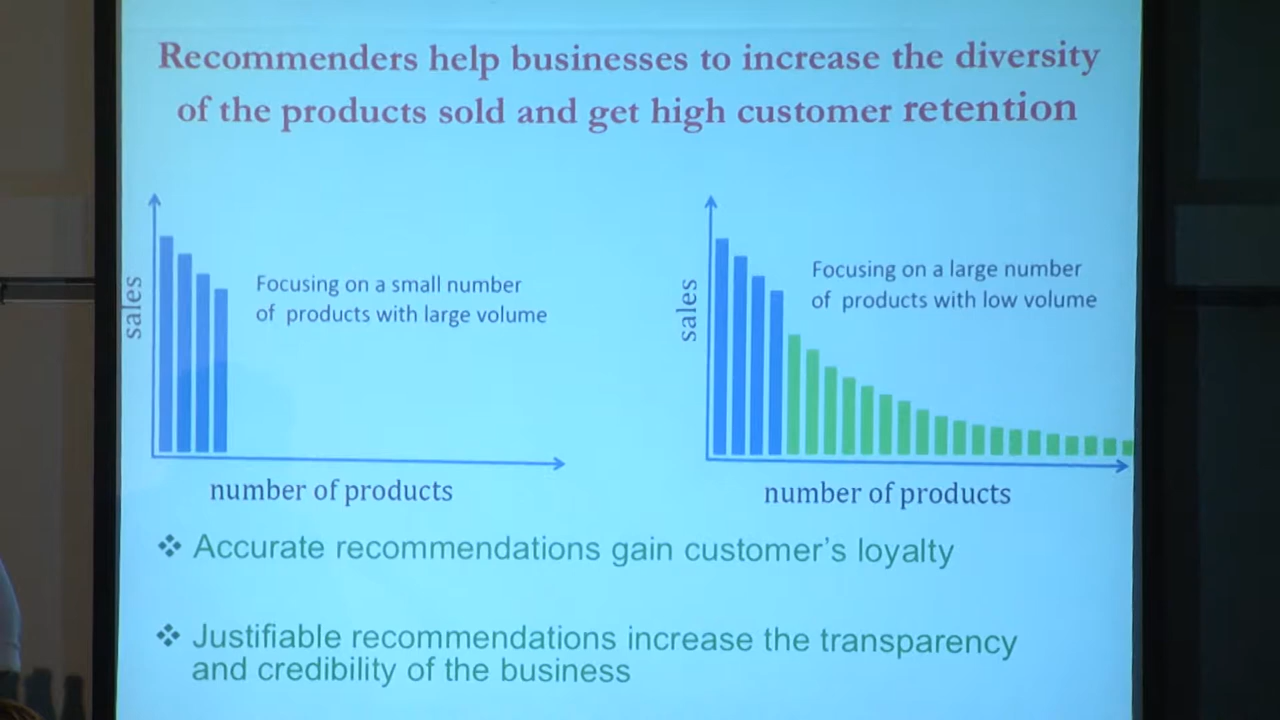 Recommenders help businesses to increase the diversity
of the products sold and get high customer retention
sales
Focusing on a small number
of products with large volume
number of products
sales
Focusing on a large number
of products with low volume
number of products
❖ Accurate recommendations gain customer's loyalty
❖ Justifiable recommendations increase the transparency
and credibility of the business